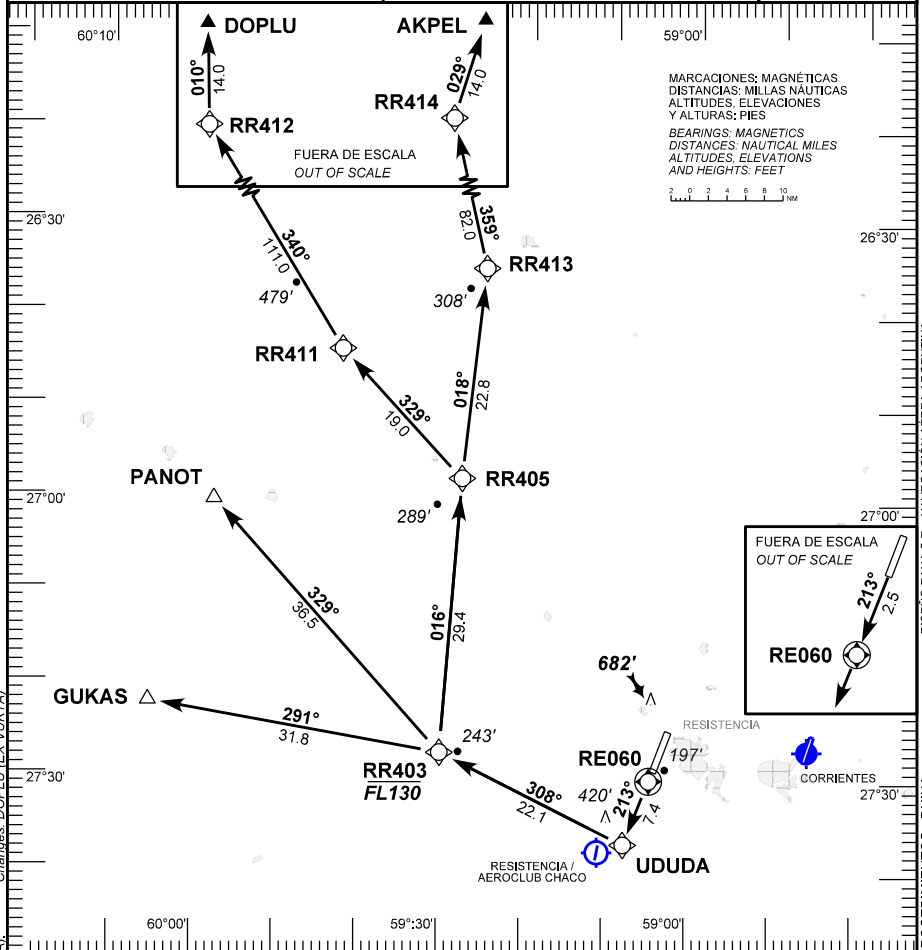 60°10'
DOPLU
AKPEL
59°00'
010°
14.0
029°
14.0
RR412
RR414
FUERA DE ESCALA
OUT OF SCALE
MARCACIONES: MAGNÉTICAS
DISTANCIAS: MILLAS NÁUTICAS
ALTITUDES, ELEVACIONES
Y ALTURAS: PIES
BEARINGS: MAGNETICS
DISTANCES: NAUTICAL MILES
ALTITUDES, ELEVATIONS
AND HEIGHTS: FEET
2 0 2 4 6 8 10
NM
26°30'
26°30'
340°
111.0
359°
82.0
RR413
479'
308'
RR411
329°
19.0
018°
22.8
RR405
PANOT
27°00'
27°00'
289'
329°
36.5
016°
29.4
FUERA DE ESCALA
OUT OF SCALE
213°
2.5
RE060
GUKAS
291°
31.8
682'
RESISTENCIA
243'
RR403
FL130
RE060
197'
CORRIENTES
27°30'
27°30'
308°
22.1
420'
213°
7.4
UDUDA
RESISTENCIA /
AEROCLUB CHACO
60°00'
59°30'
59°00'
Changes: DOPLU (EX VURTA)